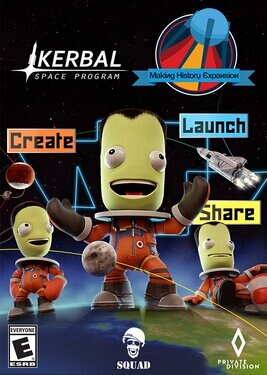 KERBAL
SPACE PROGRAM
Making History Expansion
Create
Launch
Share
EVERYONE
E
ESRB
SQUAD
PRIVATE
DIVISION